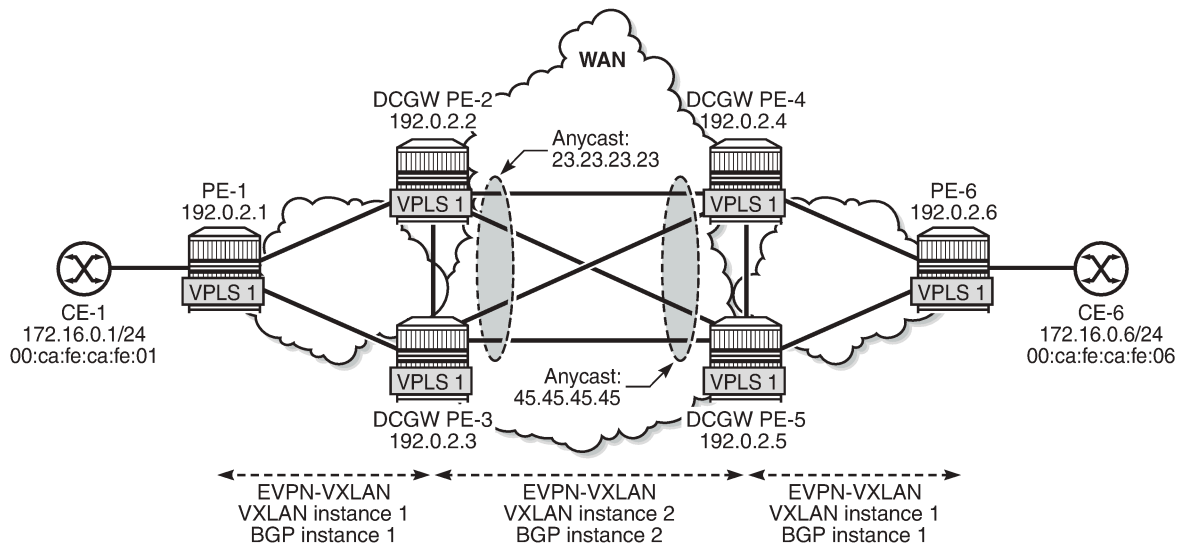 WAN
DCGW PE-2
192.0.2.2
DCGW PE-4
192.0.2.4
Anycast:
23.23.23.23
PE-1
192.0.2.1
VPLS 1
VPLS 1
PE-6
192.0.2.6
VPLS 1
VPLS 1
CE-1
172.16.0.1/24
00:ca:fe:ca:fe:01
CE-6
172.16.0.6/24
00:ca:fe:ca:fe:06
VPLS 1
Anycast:
45.45.45.45
VPLS 1
DCGW PE-3
192.0.2.3
DCGW PE-5
192.0.2.5
EVPN-VXLAN
VXLAN instance 1
BGP instance 1
EVPN-VXLAN
VXLAN instance 2
BGP instance 2
EVPN-VXLAN
VXLAN instance 1
BGP instance 1